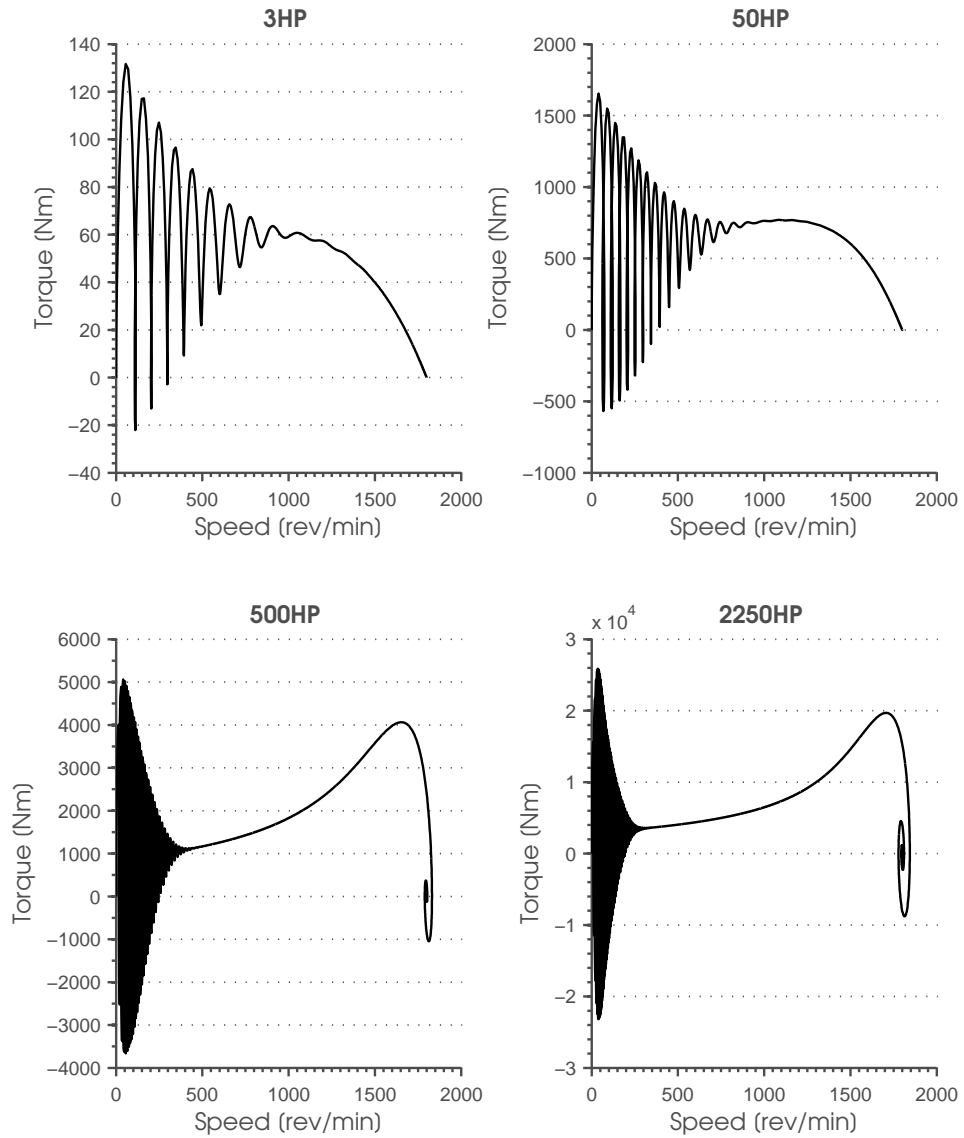 3HP
140
120
100
80
60
40
20
0
−20
−40
Torque (Nm)
0 500 1000 1500 2000
Speed (rev/min)
50HP
2000
1500
1000
500
0
−500
−1000
Torque (Nm)
0 500 1000 1500 2000
Speed (rev/min)
500HP
6000
5000
4000
3000
2000
1000
0
−1000
−2000
−3000
−4000
Torque (Nm)
0 500 1000 1500 2000
Speed (rev/min)
2250HP
x 10⁴
3
2
1
0
−1
−2
−3
Torque (Nm)
0 500 1000 1500 2000
Speed (rev/min)